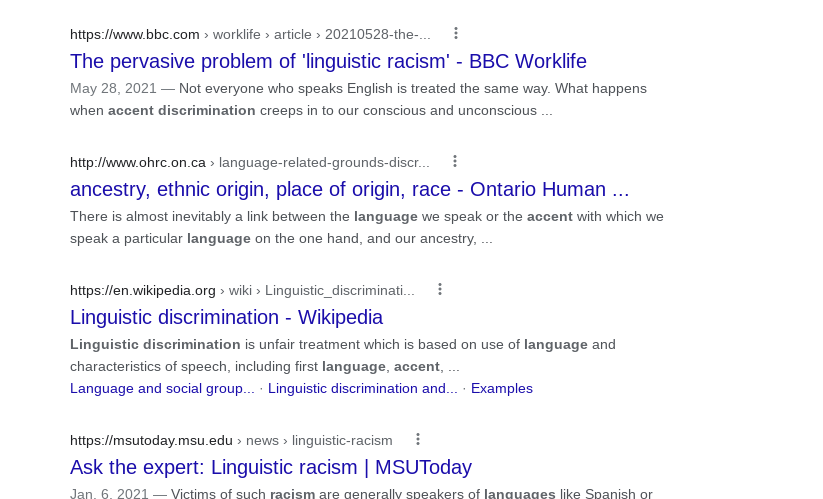 https://www.bbc.com › worklife › article › 20210528-the-...
The pervasive problem of 'linguistic racism' - BBC Worklife
May 28, 2021 — Not everyone who speaks English is treated the same way. What happens
when accent discrimination creeps in to our conscious and unconscious ...
http://www.ohrc.on.ca › language-related-grounds-discr...
ancestry, ethnic origin, place of origin, race - Ontario Human ...
There is almost inevitably a link between the language we speak or the accent with which we
speak a particular language on the one hand, and our ancestry, ...
https://en.wikipedia.org › wiki › Linguistic_discriminati...
Linguistic discrimination - Wikipedia
Linguistic discrimination is unfair treatment which is based on use of language and
characteristics of speech, including first language, accent, ...
Language and social group... · Linguistic discrimination and... · Examples
https://msutoday.msu.edu › news › linguistic-racism
Ask the expert: Linguistic racism | MSUToday
Jan. 6, 2021 — Victims of such racism are generally speakers of languages like Spanish or